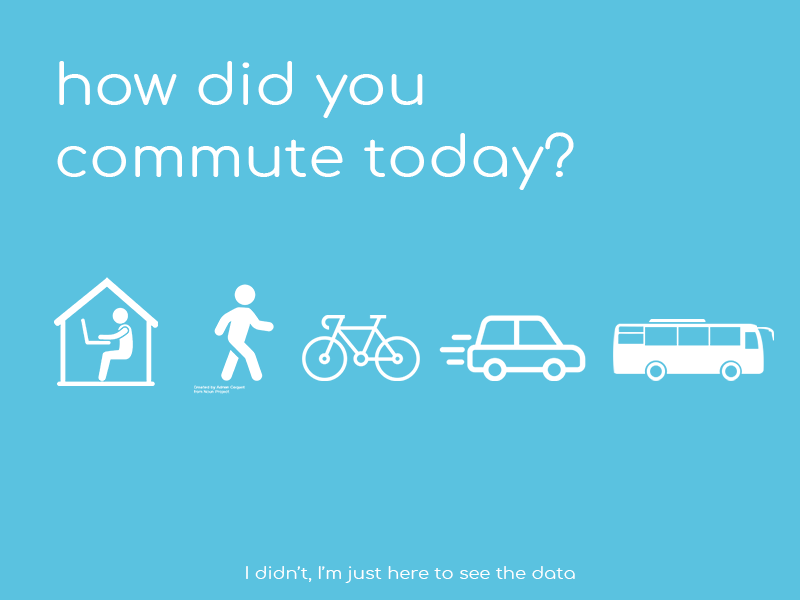 how did you
commute today?
Created by Adrien Coquet
from Noun Project
I didn't, I'm just here to see the data